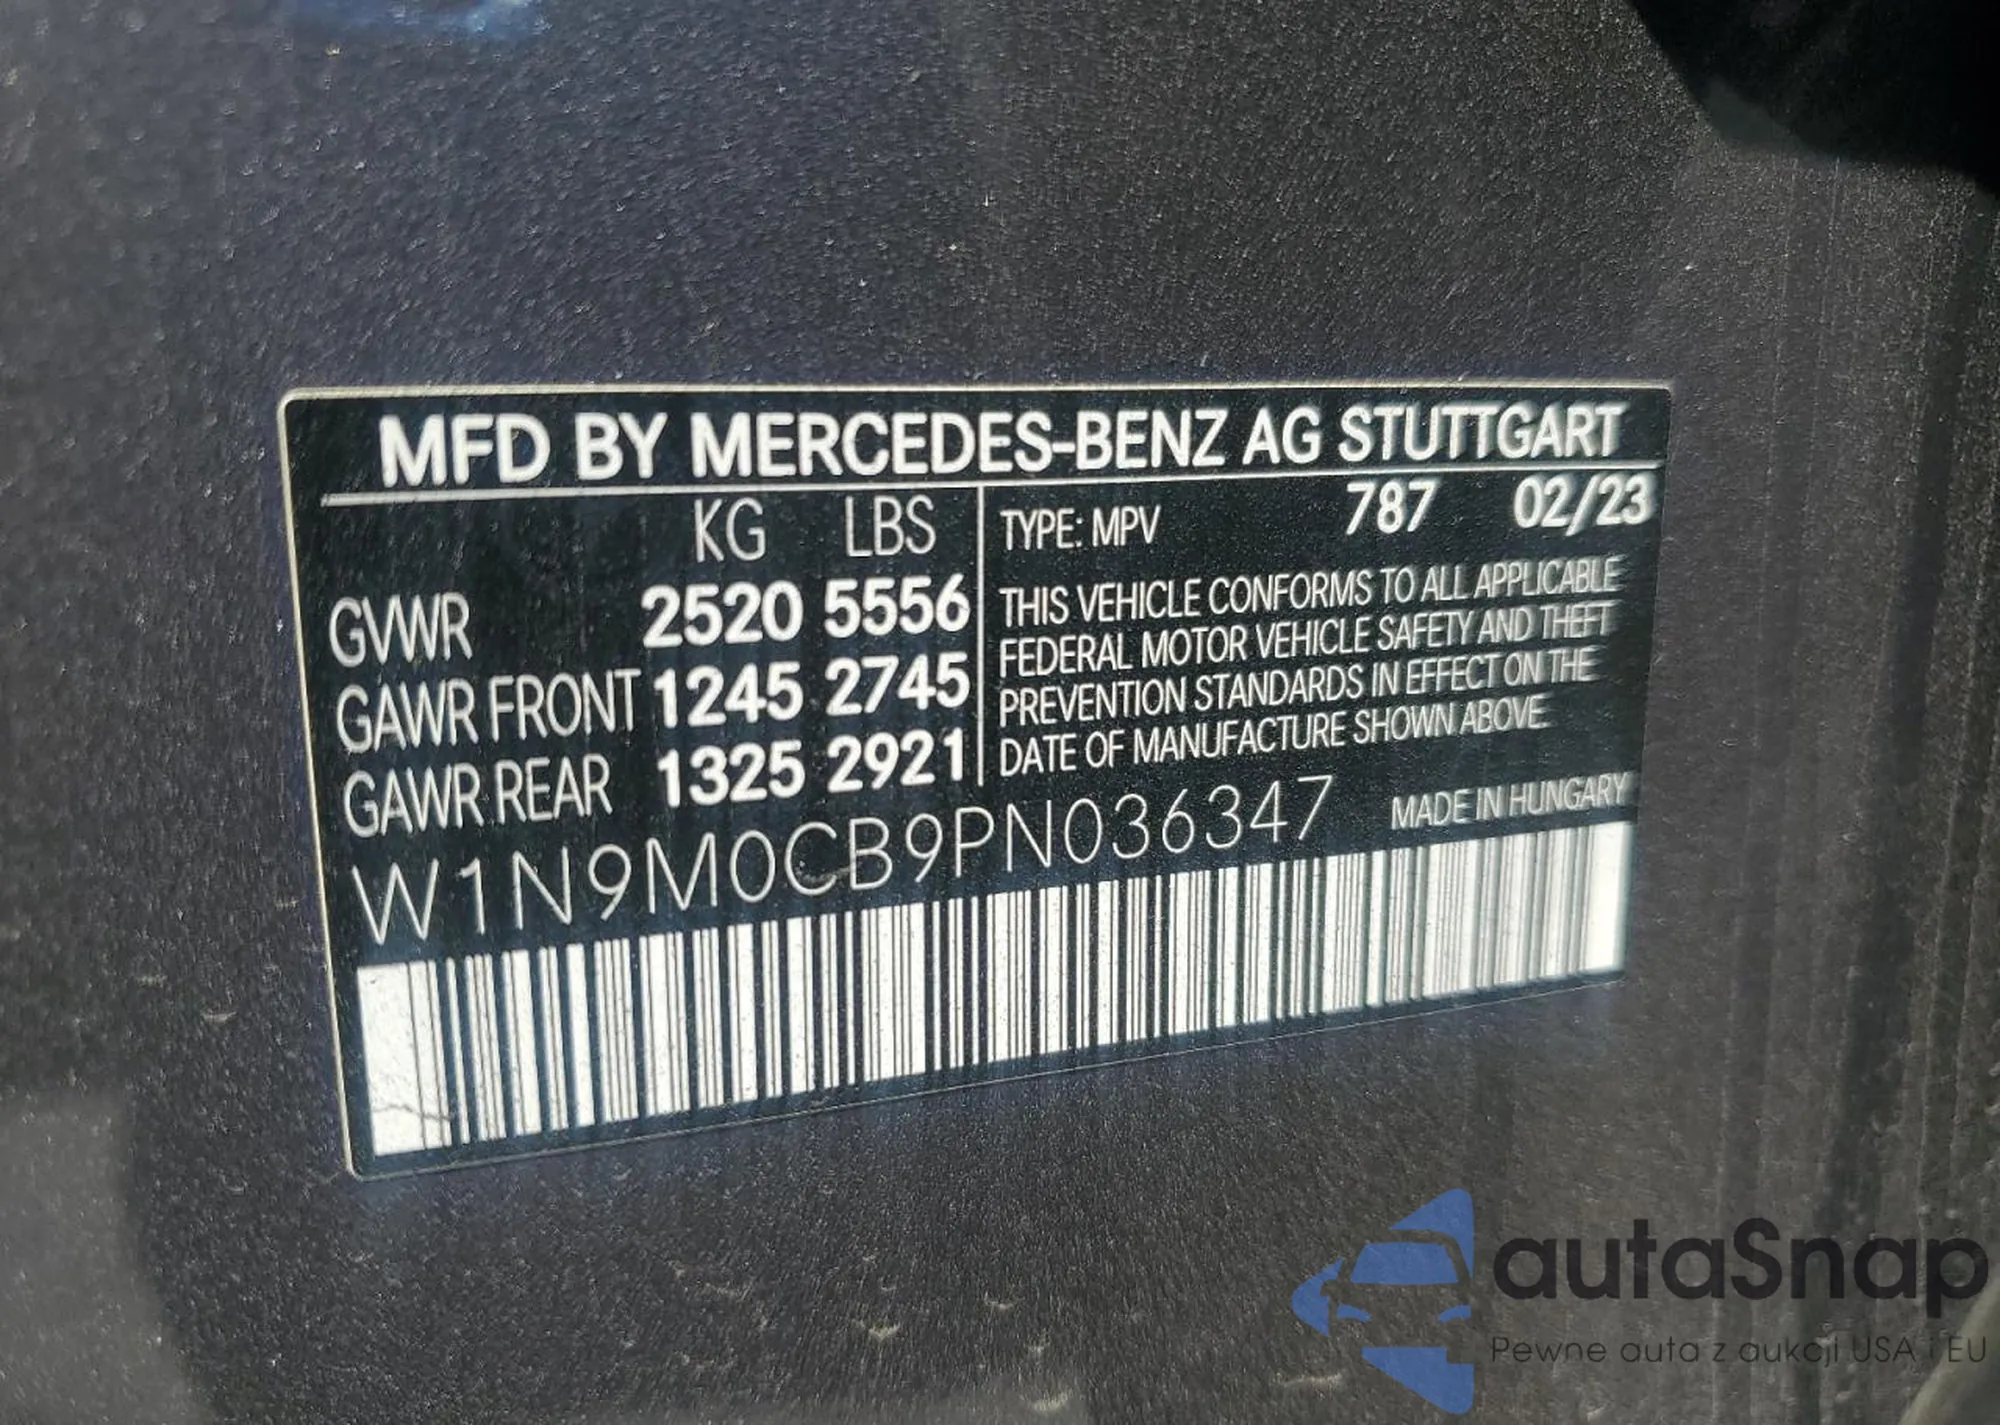 MFD BY MERCEDES-BENZ AG STUTTGART
KG LBS
GVWR 2520 5556
GAWR FRONT 1245 2745
GAWR REAR 1325 2921
TYPE: MPV 787 02/23
THIS VEHICLE CONFORMS TO ALL APPLICABLE
FEDERAL MOTOR VEHICLE SAFETY AND THEFT
PREVENTION STANDARDS IN EFFECT ON THE
DATE OF MANUFACTURE SHOWN ABOVE.
W1N9M0CB9PN036347 MADE IN HUNGARY
autaSnap
Pewne auta z aukcji USA i EU